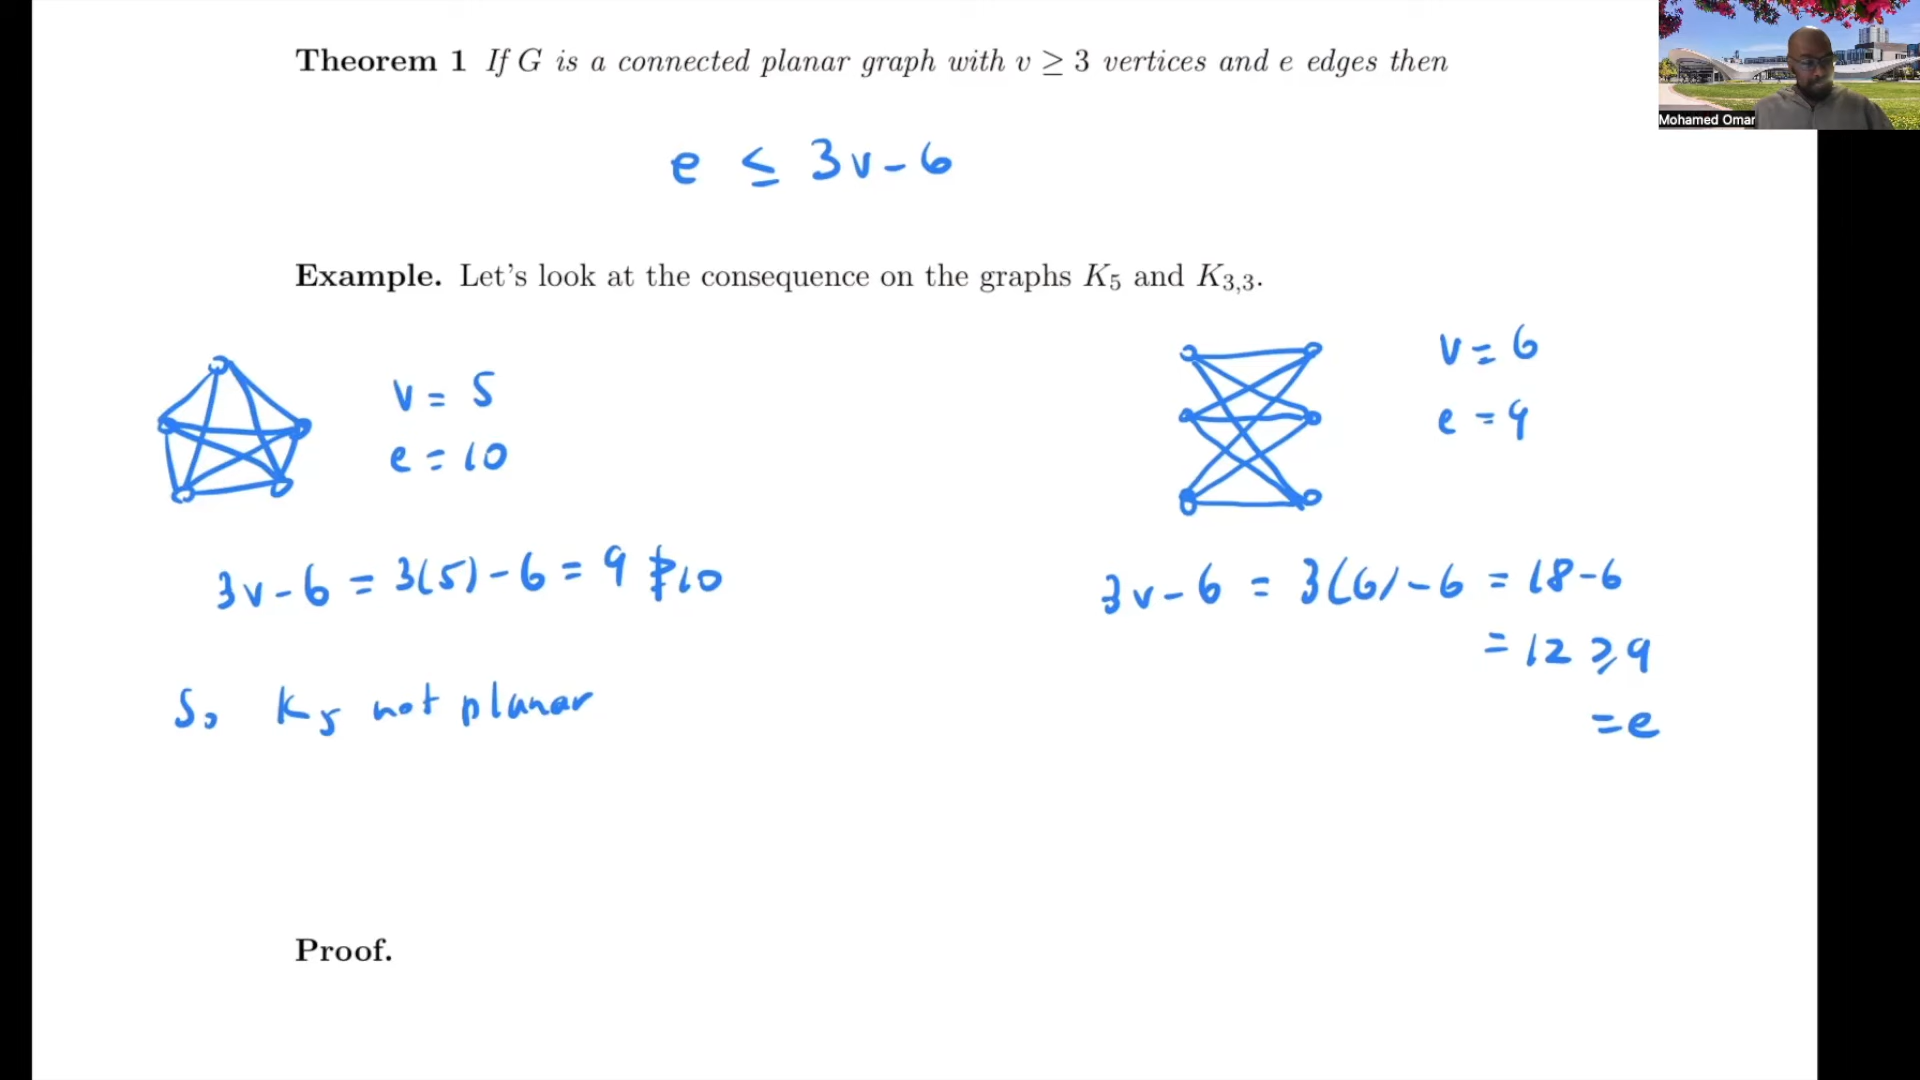 Theorem 1 If G is a connected planar graph with v ≥ 3 vertices and e edges then
Mohamed Omar
e ≤ 3v - 6
Example. Let's look at the consequence on the graphs K5 and K3,3.
v = 5
e = 10
v = 6
e = 9
3v - 6 = 3(5) - 6 = 9 ≱ 10
3v - 6 = 3(6) - 6 = 18 - 6
= 12 ≥ 9
= e
So K5 not planar
Proof.